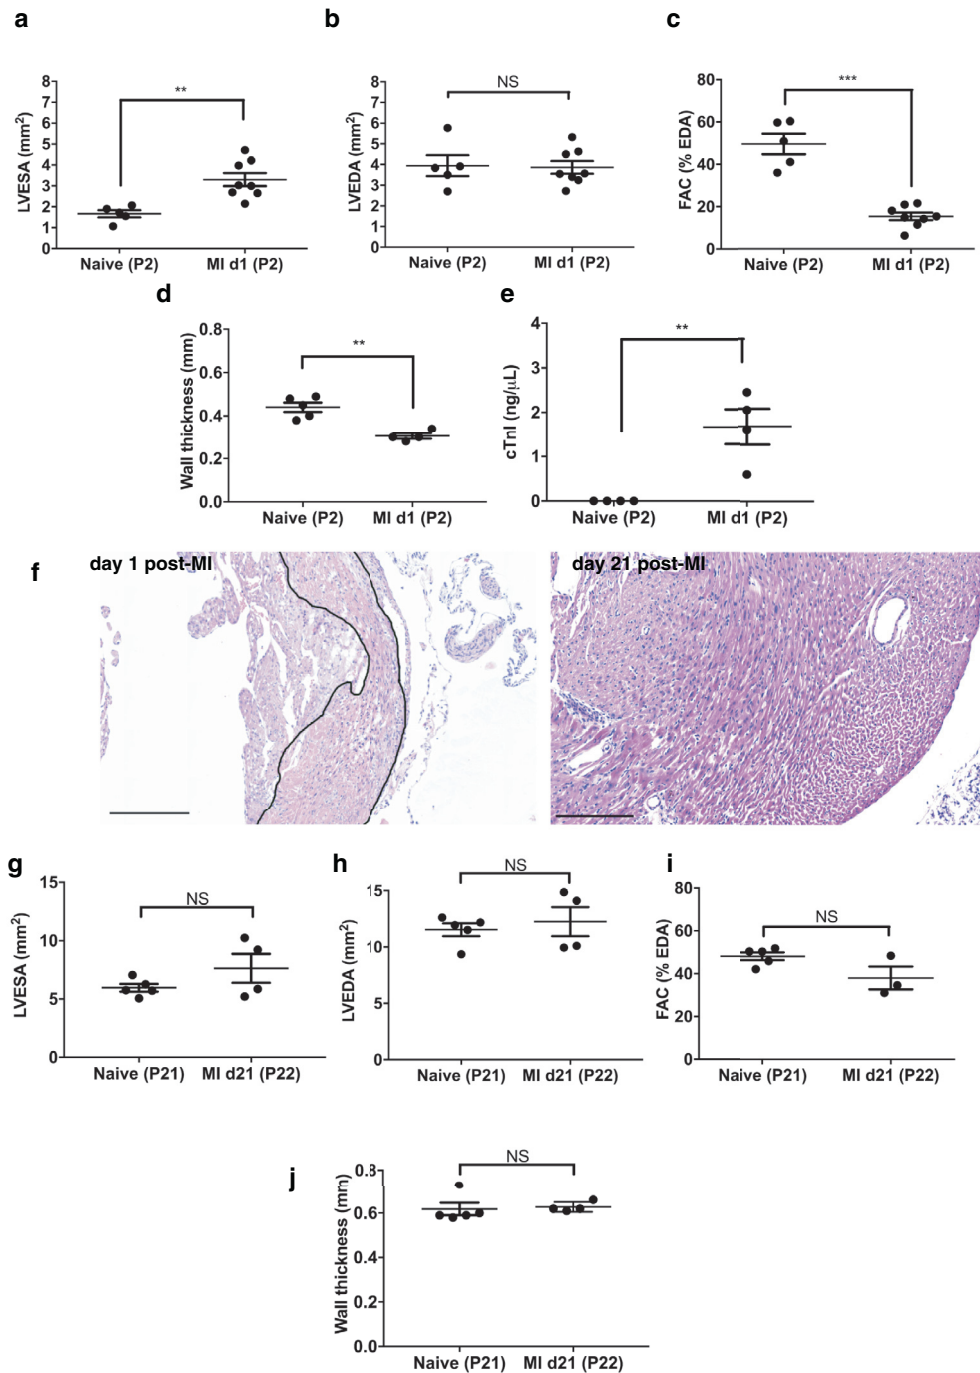 a
b
c
LVESA (mm²)
8
7
6
5
4
3
2
1
0
**
Naive (P2)
MI d1 (P2)
LVEDA (mm²)
8
7
6
5
4
3
2
1
0
NS
Naive (P2)
MI d1 (P2)
FAC (% EDA)
80
60
40
20
0
***
Naive (P2)
MI d1 (P2)
d
e
Wall thickness (mm)
0.8
0.6
0.4
0.2
0.0
**
Naive (P2)
MI d1 (P2)
cTnI (ng/µL)
4
3
2
1
0
**
Naive (P2)
MI d1 (P2)
f
day 1 post-MI
day 21 post-MI
g
h
i
LVESA (mm²)
15
10
5
0
NS
Naive (P21)
MI d21 (P22)
LVEDA (mm²)
15
10
5
0
NS
Naive (P21)
MI d21 (P22)
FAC (% EDA)
80
60
40
20
0
NS
Naive (P21)
MI d21 (P22)
j
Wall thickness (mm)
0.8
0.6
0.4
0.2
0.0
NS
Naive (P21)
MI d21 (P22)